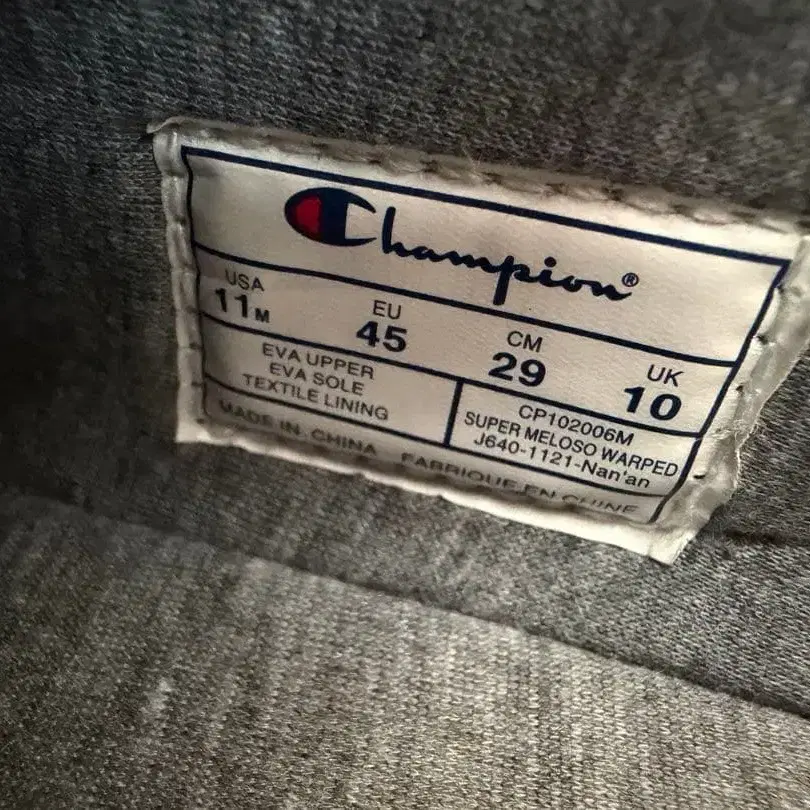 Champion®
USA EU CM UK
11M 45 29 10
EVA UPPER
EVA SOLE
TEXTILE LINING
CP102006M
SUPER MELOSO WARPED
J640-1121-Nan'an
MADE IN CHINA FABRIQUE EN CHINE